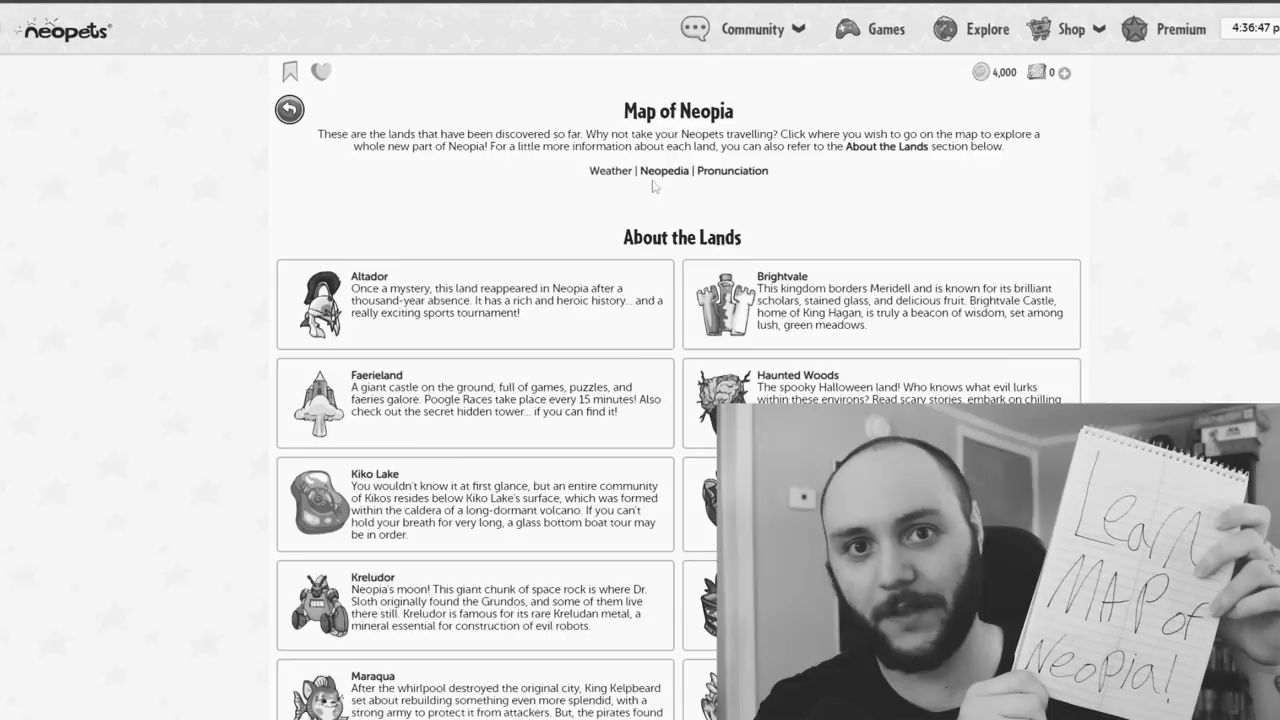 neopets
Community
Games
Explore
Shop
Premium
4:36:47 p
4,000
0
Map of Neopia
These are the lands that have been discovered so far. Why not take your Neopets travelling? Click where you wish to go on the map to explore a
whole new part of Neopia! For a little more information about each land, you can also refer to the About the Lands section below.
Weather | Neopedia | Pronunciation
About the Lands
Altador
Once a mystery, this land reappeared in Neopia after a
thousand-year absence. It has a rich and heroic history... and a
really exciting sports tournament!
Brightvale
This kingdom borders Meridell and is known for its brilliant
scholars, stained glass, and delicious fruit. Brightvale Castle,
home of King Hagan, is truly a beacon of wisdom, set among
lush, green meadows.
Faerieland
A giant castle on the ground, full of games, puzzles, and
faeries galore. Poogle Races take place every 15 minutes! Also
check out the secret hidden tower... if you can find it!
Haunted Woods
The spooky Halloween land! Who knows what evil lurks
within these environs? Read scary stories, embark on chilling
Kiko Lake
You wouldn't know it at first glance, but an entire community
of Kikos resides below Kiko Lake's surface, which was formed
within the caldera of a long-dormant volcano. If you can't
hold your breath for very long, a glass bottom boat tour may
be in order.
Kreludor
Neopia's moon! This giant chunk of space rock is where Dr.
Sloth originally found the Grundos, and some of them live
there still. Kreludor is famous for its rare Kreludan metal, a
mineral essential for construction of evil robots.
Maraqua
After the whirlpool destroyed the original city, King Kelpbeard
set about rebuilding something even more splendid, with a
strong army to protect it from attackers. But, the pirates found
Learn
MAP of
Neopia!